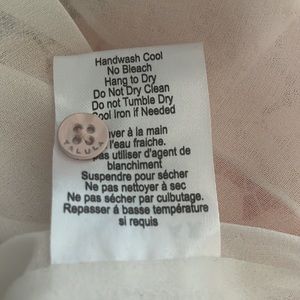 Handwash Cool
No Bleach
Hang to Dry
Do Not Dry Clean
Do not Tumble Dry
Cool Iron if Needed
ver à la main
l'eau fraiche.
pas utiliser d'agent de
blanchiment
Suspendre pour sécher
Ne pas nettoyer à sec
Ne pas sécher par culbutage.
Repasser á basse température
si requis